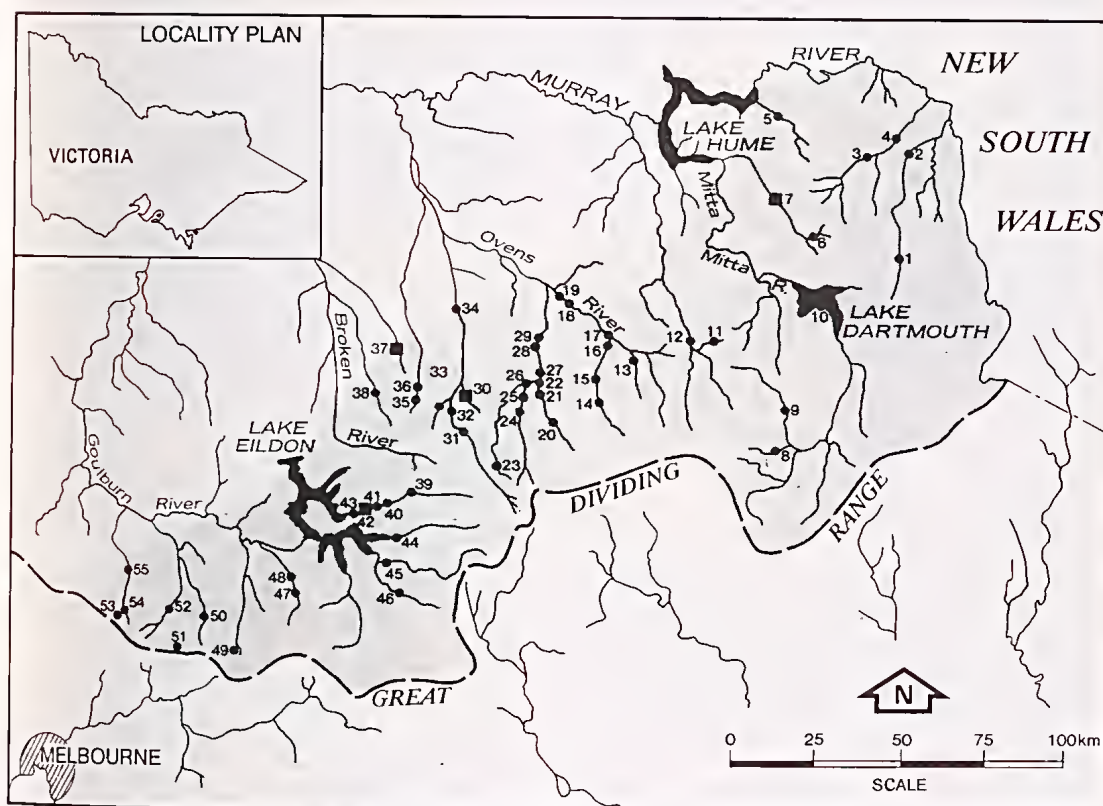 LOCALITY PLAN
VICTORIA
NEW
SOUTH
WALES
MURRAY
RIVER
LAKE
HUME
Mitta
Mitta
R.
LAKE
DARTMOUTH
Ovens
River
Broken
River
LAKE
EILDON
Goulburn
River
GREAT
DIVIDING
RANGE
MELBOURNE
5
4
3
2
7
6
1
10
19
18
34
17
16
12
11
13
29
28
37
33
30
26
27
22
15
38
36
35
32
25
21
14
9
31
24
20
8
23
39
43
41
40
42
44
45
46
55
48
47
53
54
52
50
51
49
N
0
25
50
75
100km
SCALE